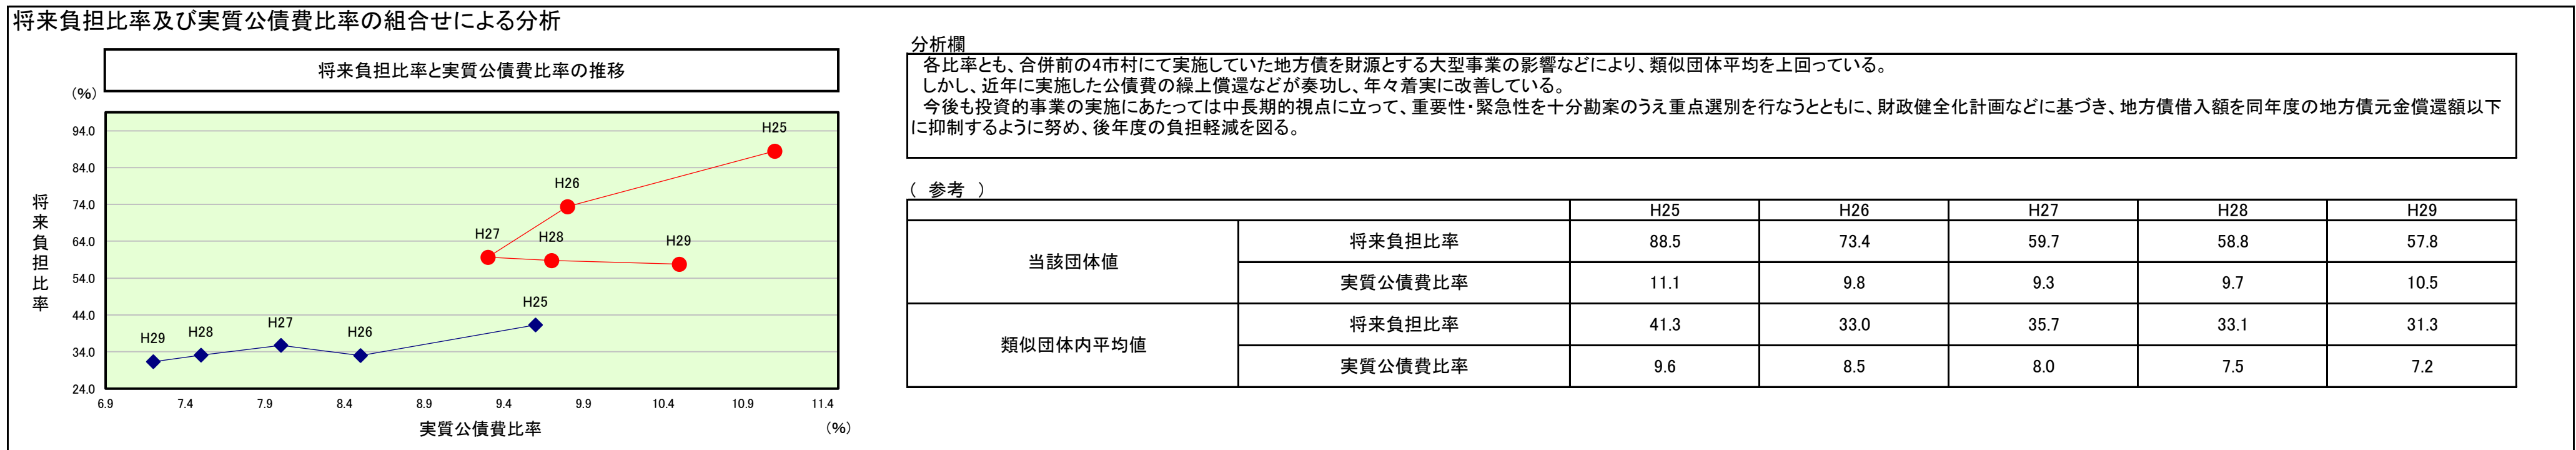 将来負担比率及び実質公債費比率の組合せによる分析
将来負担比率と実質公債費比率の推移
(%)
94.0
84.0
74.0
64.0
54.0
44.0
34.0
24.0
将来負担比率
H25
H26
H27
H28
H29
H25
H29
H28
H27
H26
6.9
7.4
7.9
8.4
8.9
9.4
9.9
10.4
10.9
11.4
実質公債費比率
(%)
分析欄
各比率とも、合併前の4市村にて実施していた地方債を財源とする大型事業の影響などにより、類似団体平均を上回っている。
しかし、近年に実施した公債費の繰上償還などが奏功し、年々着実に改善している。
今後も投資的事業の実施にあたっては中長期的視点に立って、重要性・緊急性を十分勘案のうえ重点選別を行なうとともに、財政健全化計画などに基づき、地方債借入額を同年度の地方債元金償還額以下
に抑制するように努め、後年度の負担軽減を図る。
( 参考 )
H25 H26 H27 H28 H29
当該団体値
将来負担比率 88.5 73.4 59.7 58.8 57.8
実質公債費比率 11.1 9.8 9.3 9.7 10.5
類似団体内平均値
将来負担比率 41.3 33.0 35.7 33.1 31.3
実質公債費比率 9.6 8.5 8.0 7.5 7.2